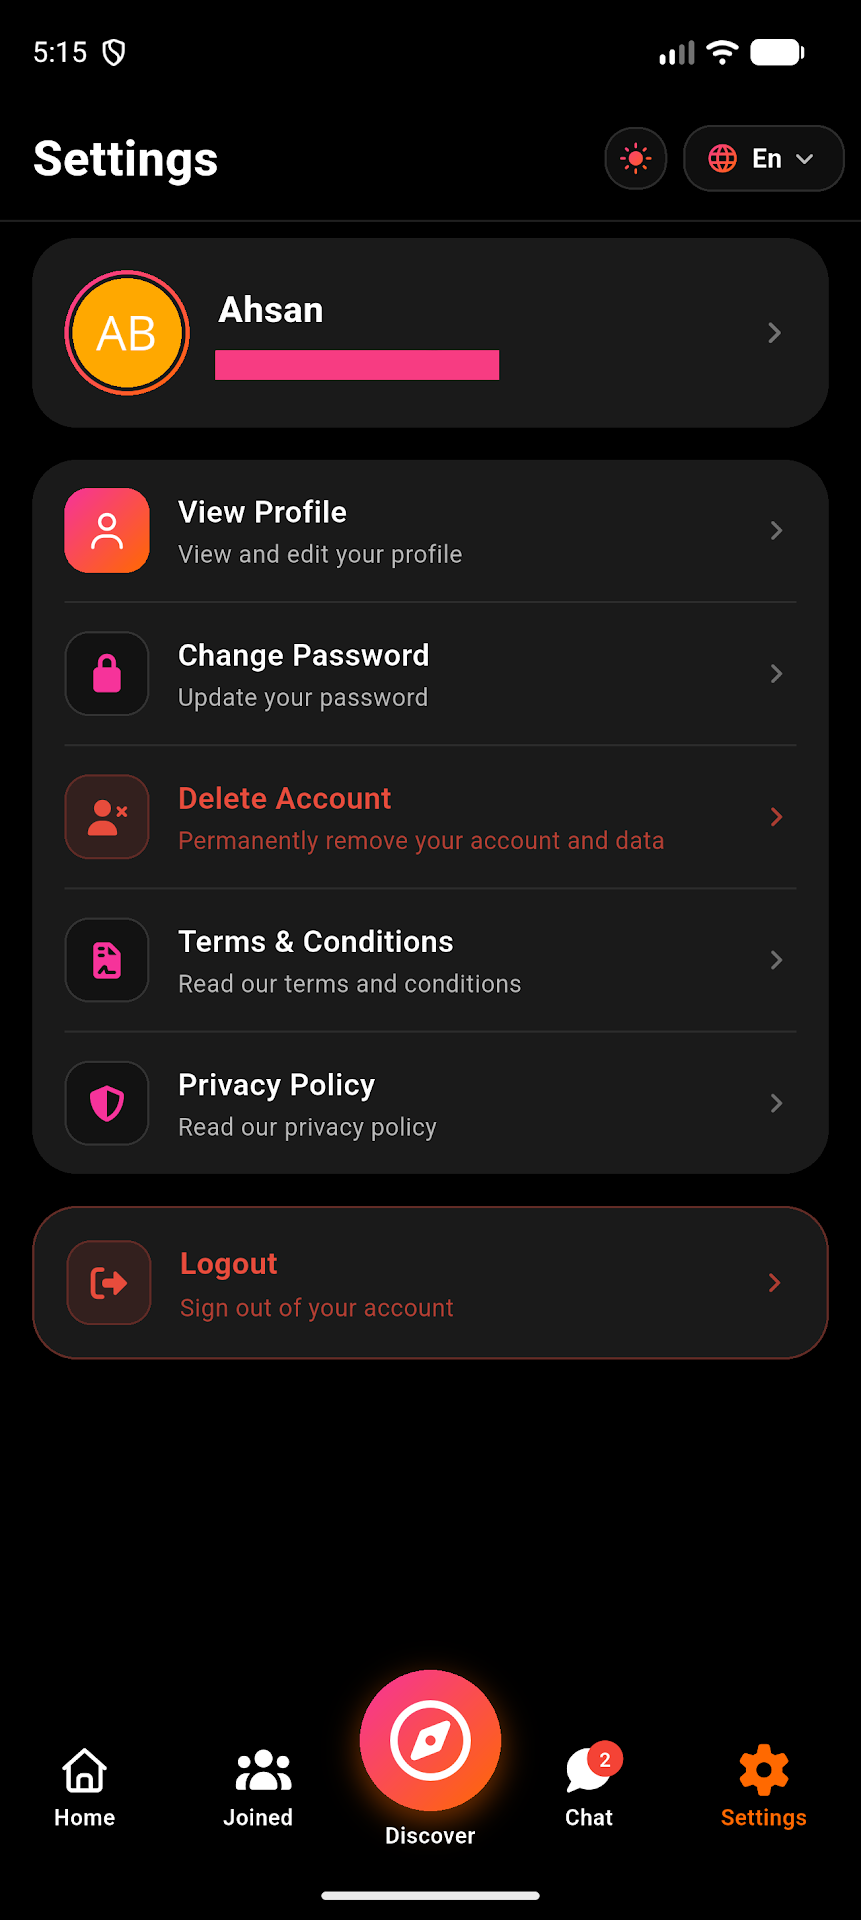 5:15
Settings
En
AB
Ahsan
View Profile
View and edit your profile
Change Password
Update your password
Delete Account
Permanently remove your account and data
Terms & Conditions
Read our terms and conditions
Privacy Policy
Read our privacy policy
Logout
Sign out of your account
2
Home
Joined
Discover
Chat
Settings